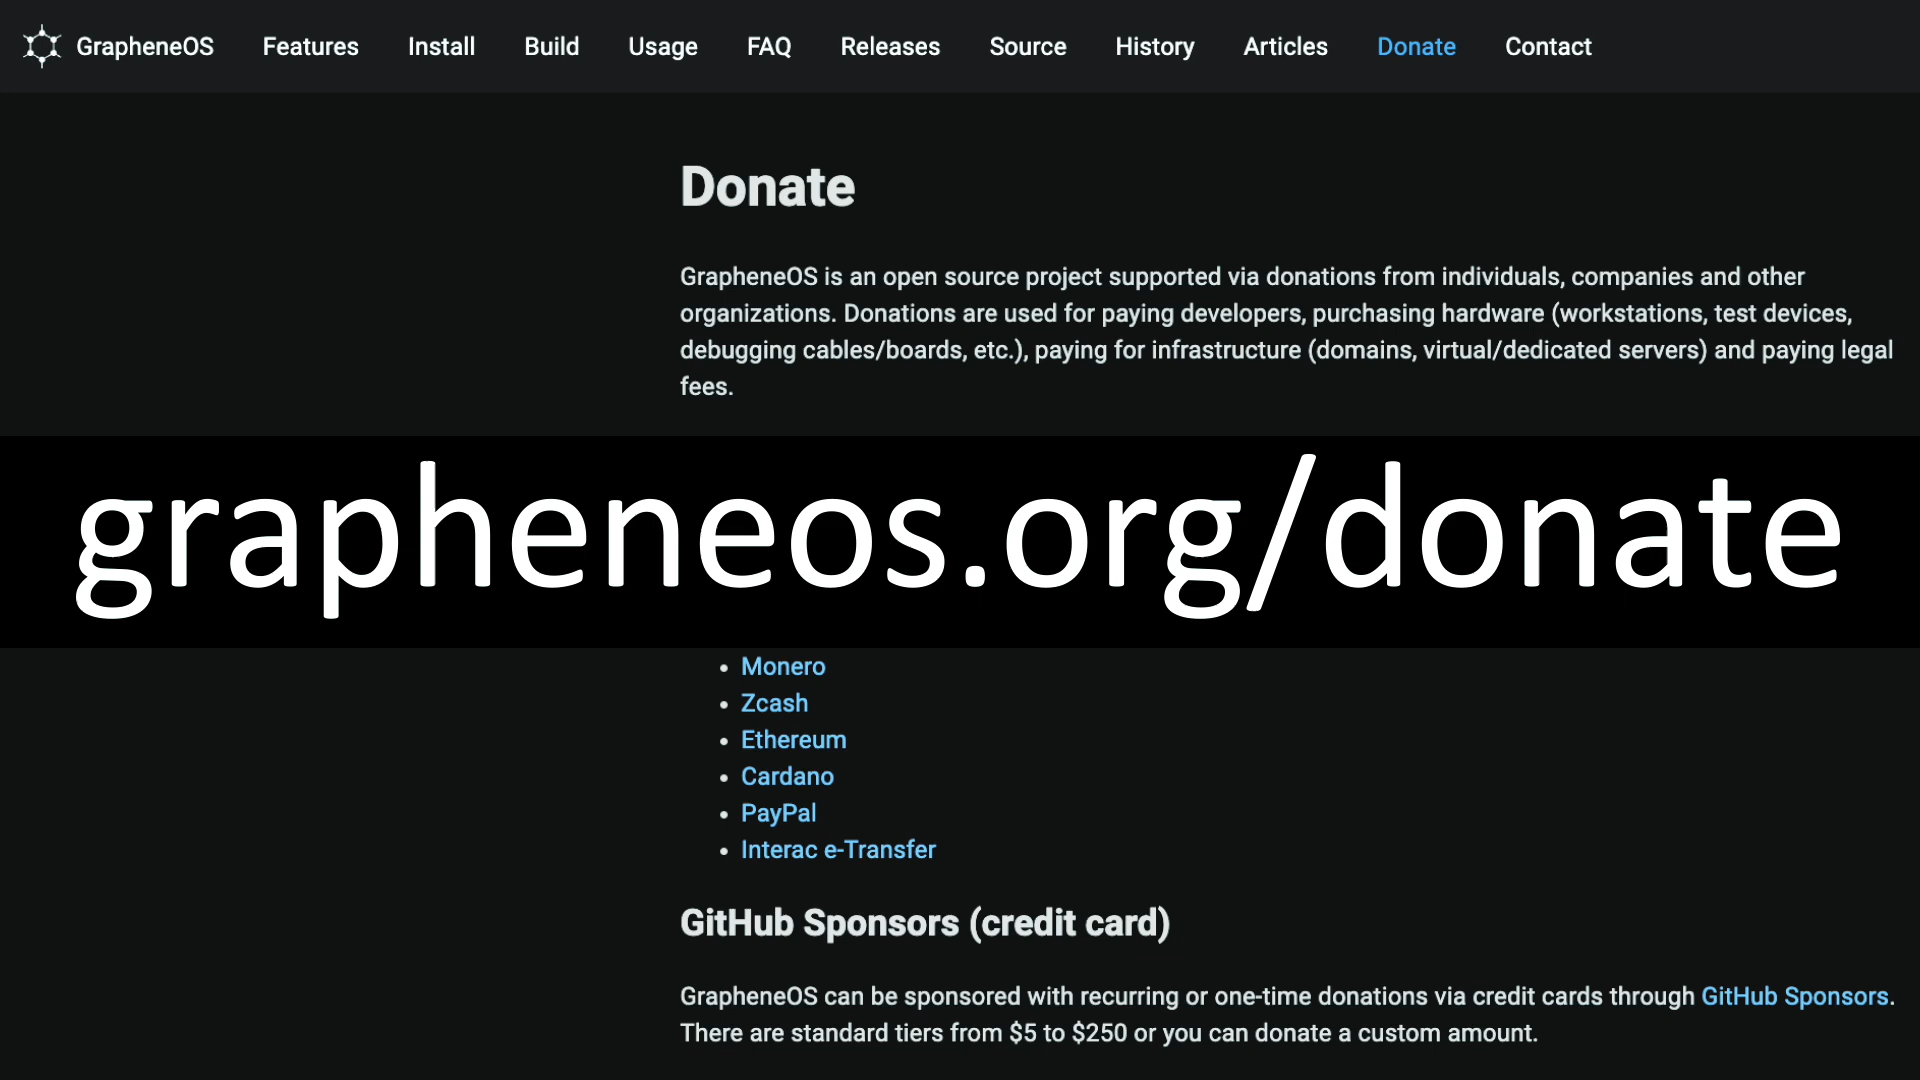 GrapheneOS Features Install Build Usage FAQ Releases Source History Articles Donate Contact
Donate
GrapheneOS is an open source project supported via donations from individuals, companies and other
organizations. Donations are used for paying developers, purchasing hardware (workstations, test devices,
debugging cables/boards, etc.), paying for infrastructure (domains, virtual/dedicated servers) and paying legal
fees.
grapheneos.org/donate
• Monero
• Zcash
• Ethereum
• Cardano
• PayPal
• Interac e-Transfer
GitHub Sponsors (credit card)
GrapheneOS can be sponsored with recurring or one-time donations via credit cards through GitHub Sponsors.
There are standard tiers from $5 to $250 or you can donate a custom amount.